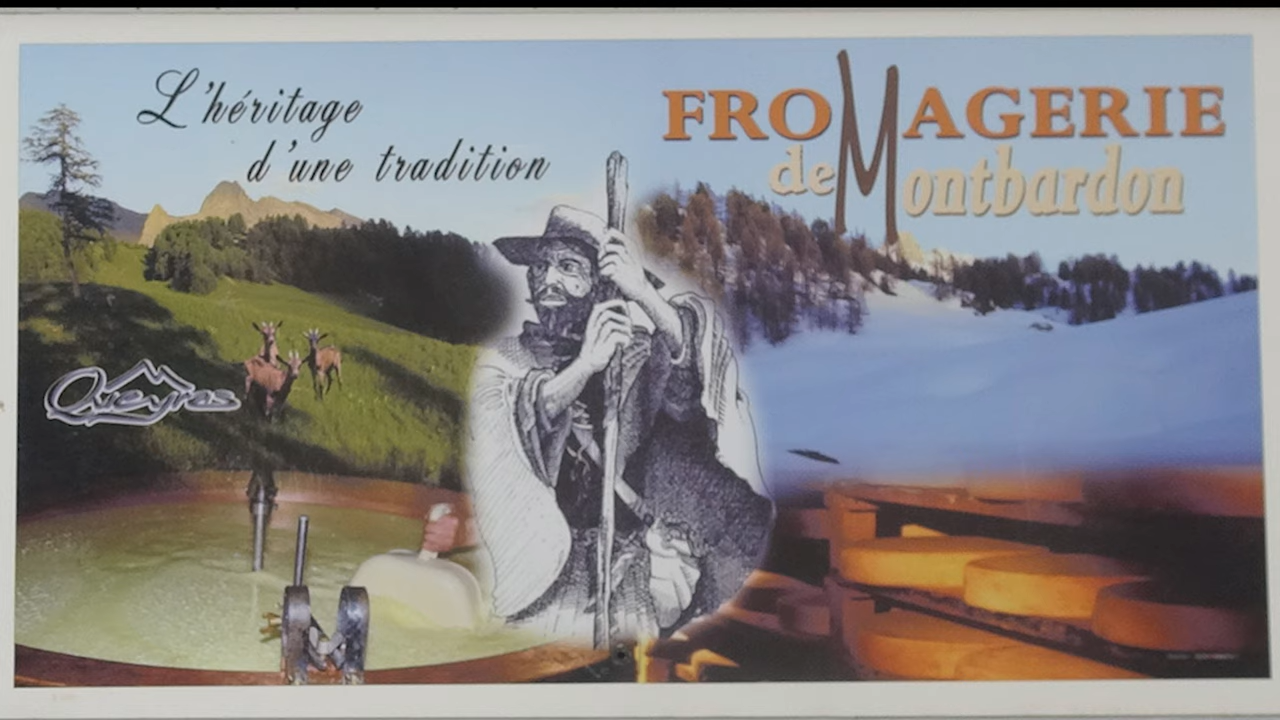 L'héritage
d'une tradition
FROMAGERIE
de Montbardon
Queyras